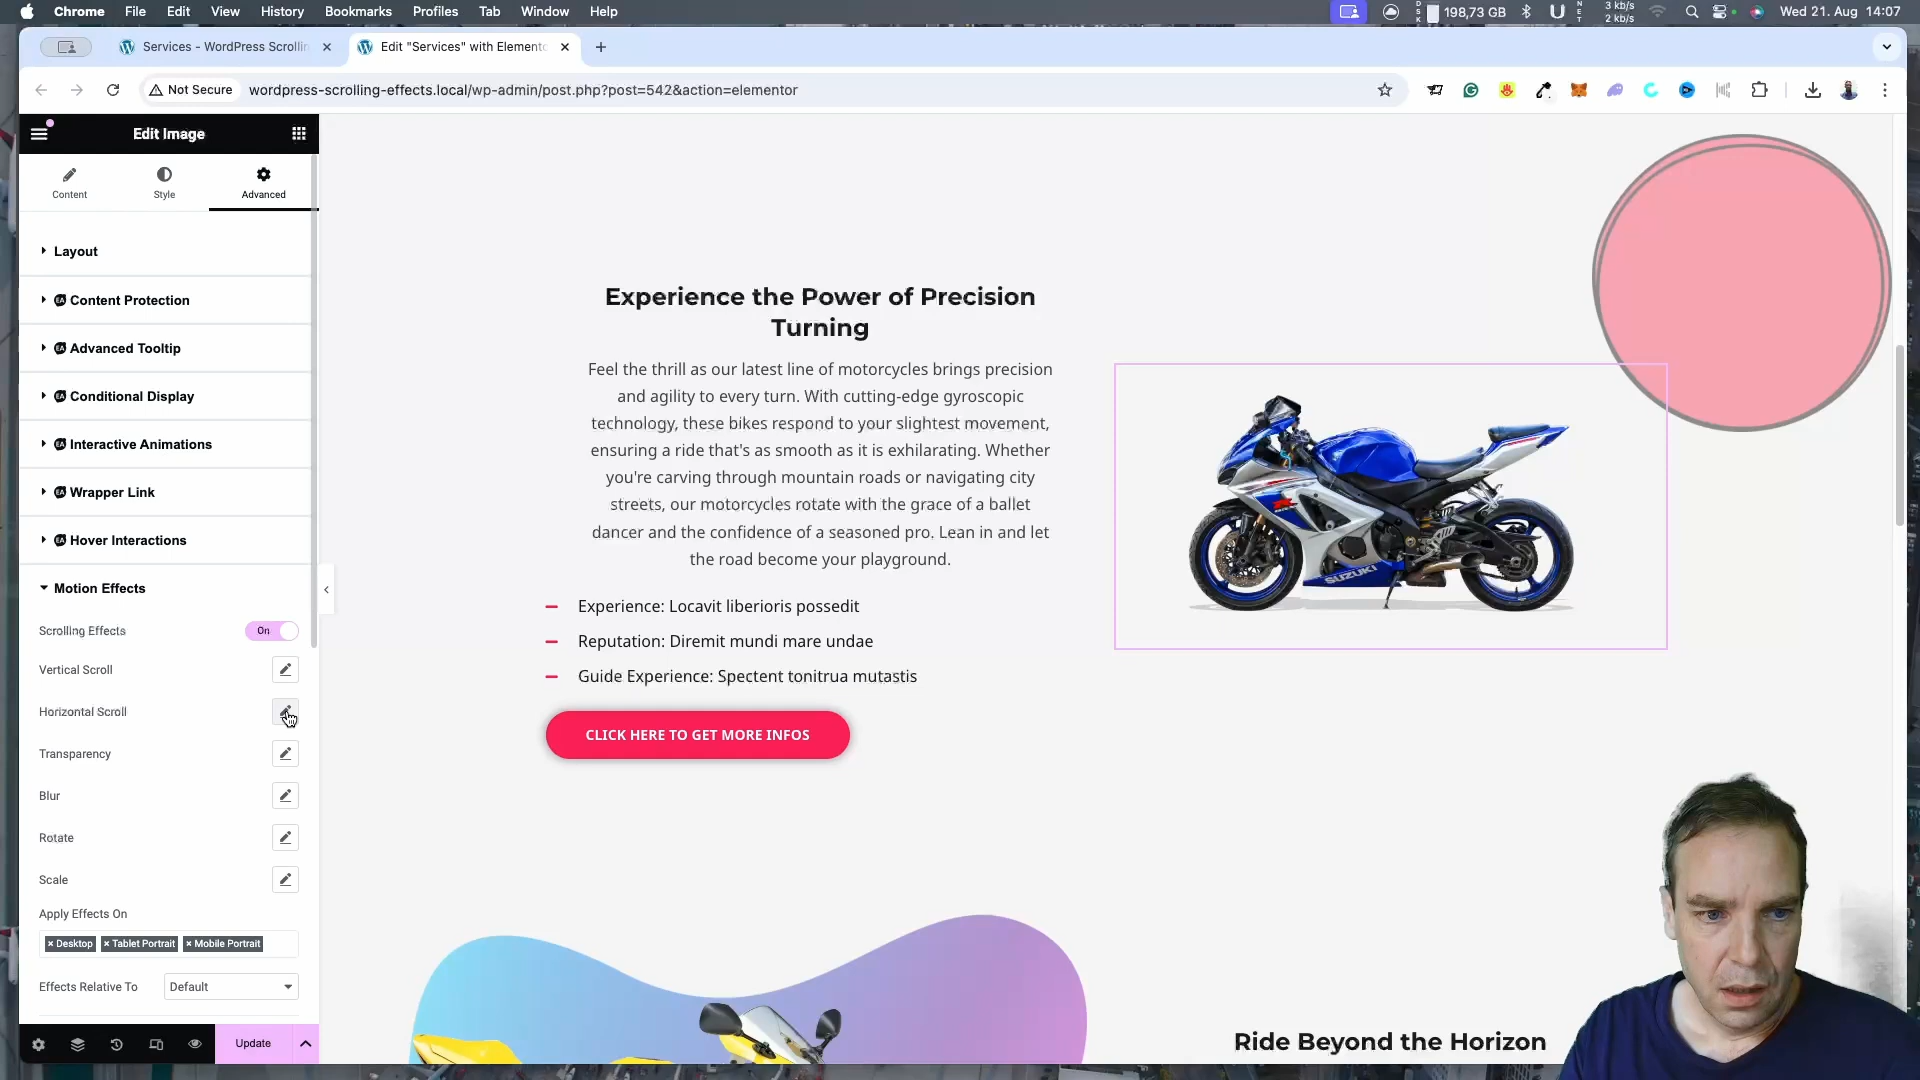 Chrome File Edit View History Bookmarks Profiles Tab Window Help
198,73 GB
3 kb/s
2 kb/s
Wed 21. Aug 14:07
Services - WordPress Scrollin
Edit "Services" with Elemento
Not Secure
wordpress-scrolling-effects.local/wp-admin/post.php?post=542&action=elementor
Edit Image
Content
Style
Advanced
Layout
Content Protection
Advanced Tooltip
Conditional Display
Interactive Animations
Wrapper Link
Hover Interactions
Motion Effects
Scrolling Effects
On
Vertical Scroll
Horizontal Scroll
Transparency
Blur
Rotate
Scale
Apply Effects On
× Desktop × Tablet Portrait × Mobile Portrait
Effects Relative To
Default
Update
Experience the Power of Precision
Turning
Feel the thrill as our latest line of motorcycles brings precision
and agility to every turn. With cutting-edge gyroscopic
technology, these bikes respond to your slightest movement,
ensuring a ride that's as smooth as it is exhilarating. Whether
you're carving through mountain roads or navigating city
streets, our motorcycles rotate with the grace of a ballet
dancer and the confidence of a seasoned pro. Lean in and let
the road become your playground.
Experience: Locavit liberioris possedit
Reputation: Diremit mundi mare undae
Guide Experience: Spectent tonitrua mutastis
CLICK HERE TO GET MORE INFOS
SUZUKI
Ride Beyond the Horizon